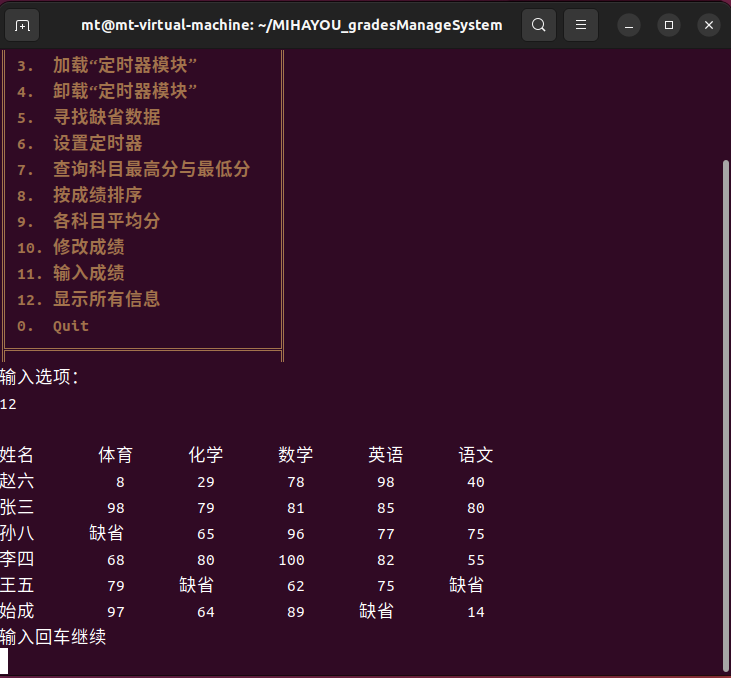 mt@mt-virtual-machine: ~/MIHAYOU_gradesManageSystem
3. 加载“定时器模块”
4. 卸载“定时器模块”
5. 寻找缺省数据
6. 设置定时器
7. 查询科目最高分与最低分
8. 按成绩排序
9. 各科目平均分
10. 修改成绩
11. 输入成绩
12. 显示所有信息
0. Quit
输入选项：
12
姓名 体育 化学 数学 英语 语文
赵六 8 29 78 98 40
张三 98 79 81 85 80
孙八 缺省 65 96 77 75
李四 68 80 100 82 55
王五 79 缺省 62 75 缺省
始成 97 64 89 缺省 14
输入回车继续